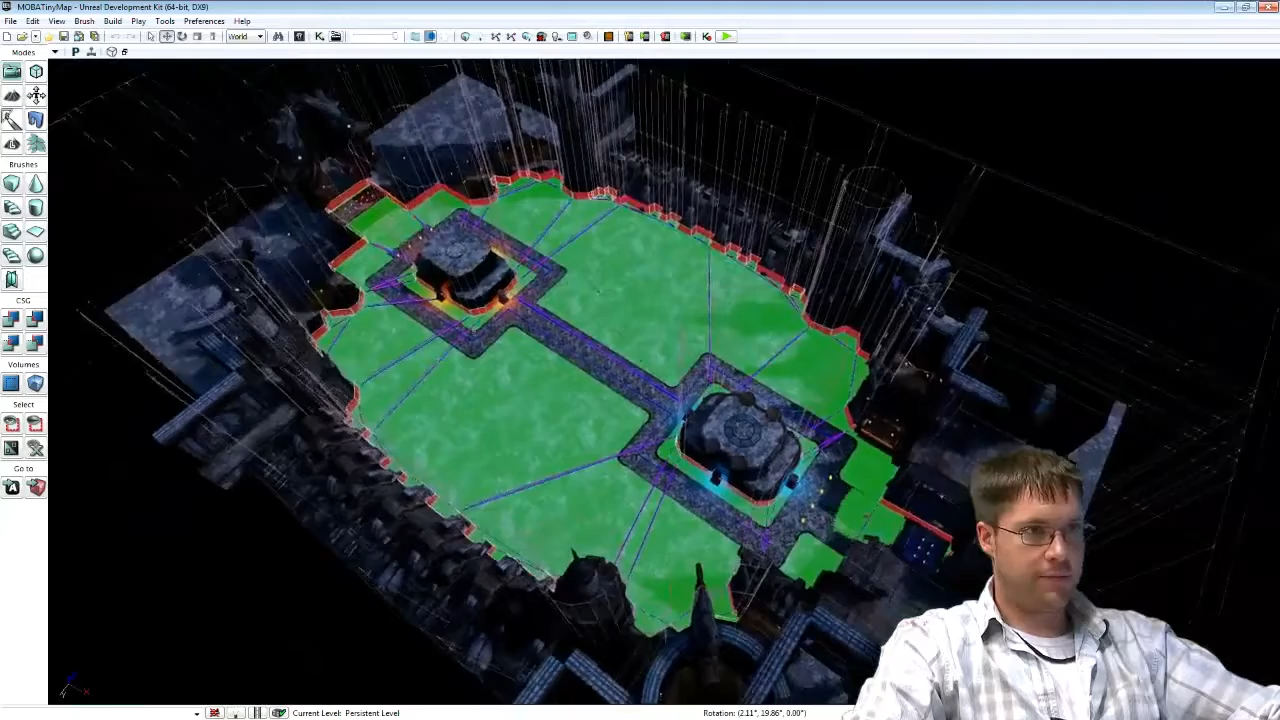 MOBATinyMap - Unreal Development Kit (64-bit, DX9)
File Edit View Brush Build Play Tools Preferences Help
World
Modes
P
Brushes
CSG
Volumes
Select
Go to
Current Level: Persistent Level
Rotation: (2.11°, 19.86°, 0.00°)